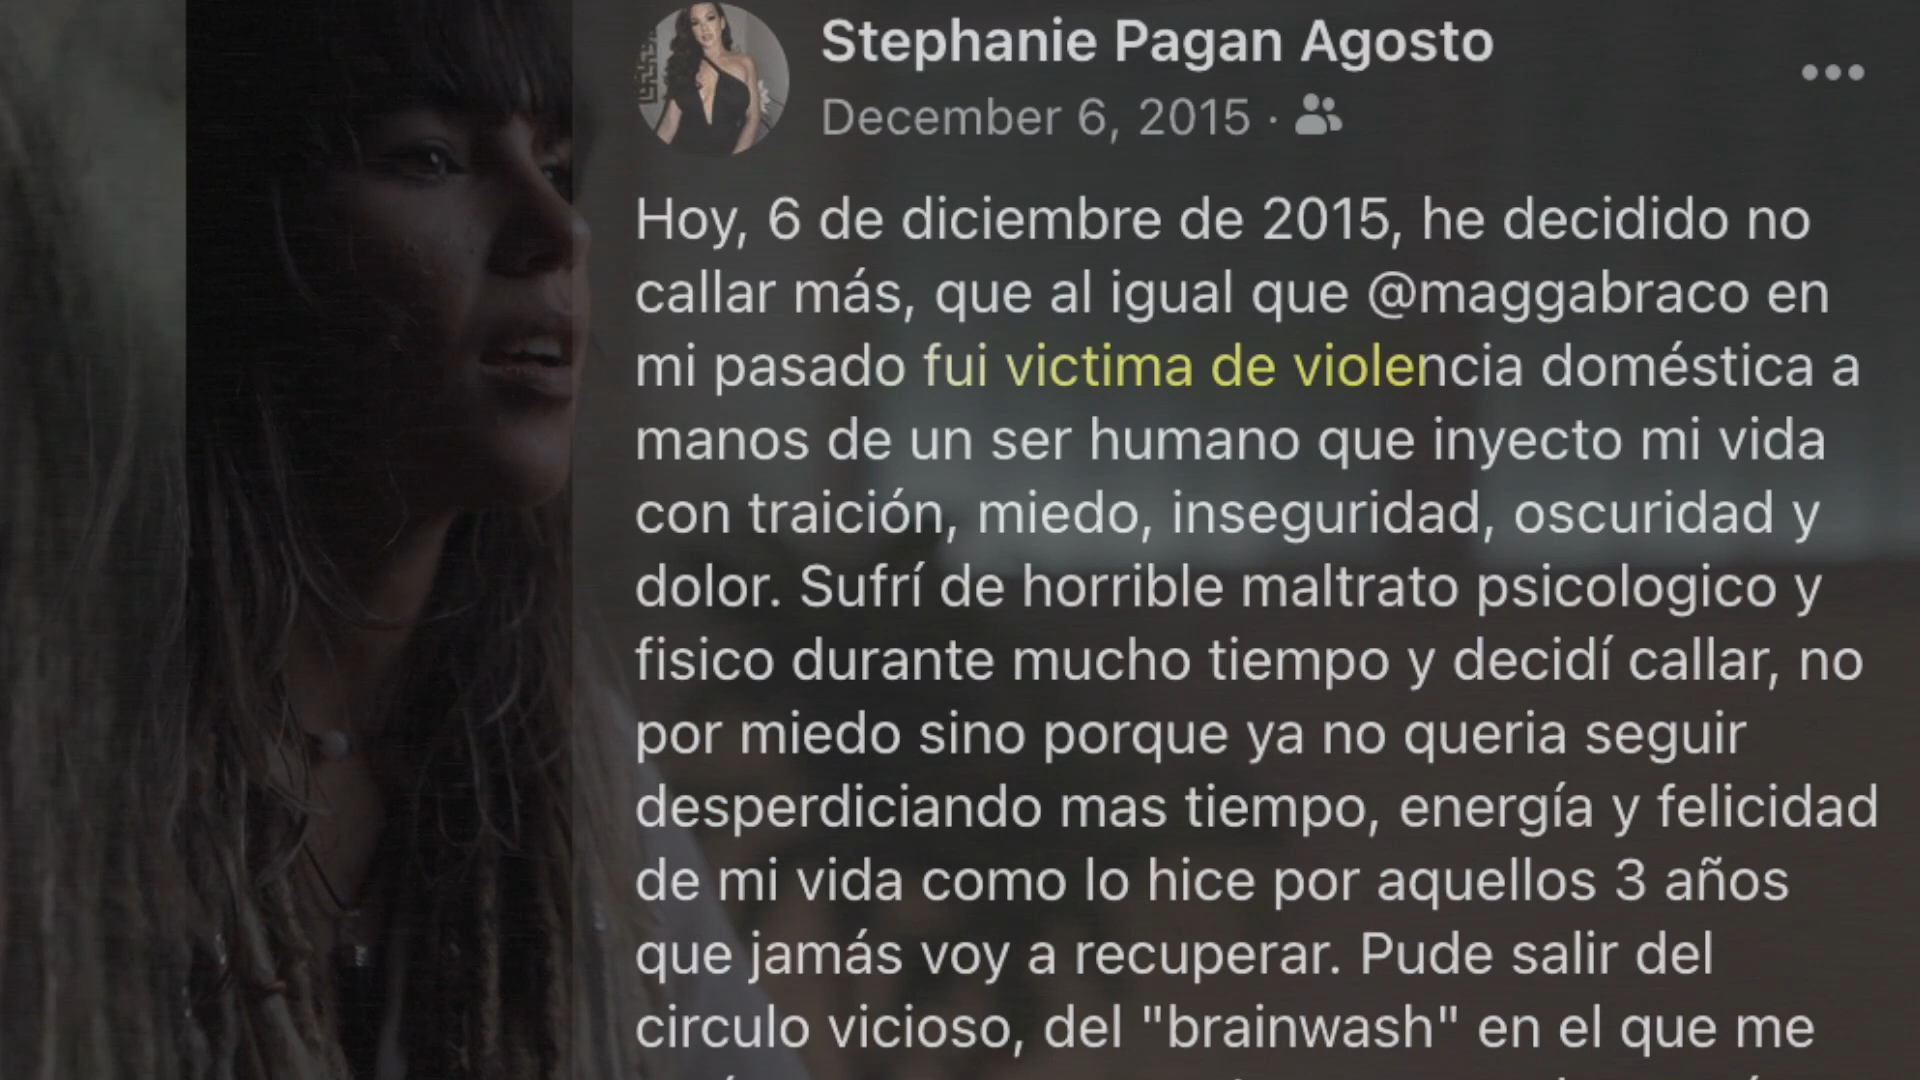 Stephanie Pagan Agosto
December 6, 2015 ·
Hoy, 6 de diciembre de 2015, he decidido no
callar más, que al igual que @maggabraco en
mi pasado fui victima de violencia doméstica a
manos de un ser humano que inyecto mi vida
con traición, miedo, inseguridad, oscuridad y
dolor. Sufrí de horrible maltrato psicologico y
fisico durante mucho tiempo y decidí callar, no
por miedo sino porque ya no queria seguir
desperdiciando mas tiempo, energía y felicidad
de mi vida como lo hice por aquellos 3 años
que jamás voy a recuperar. Pude salir del
circulo vicioso, del "brainwash" en el que me